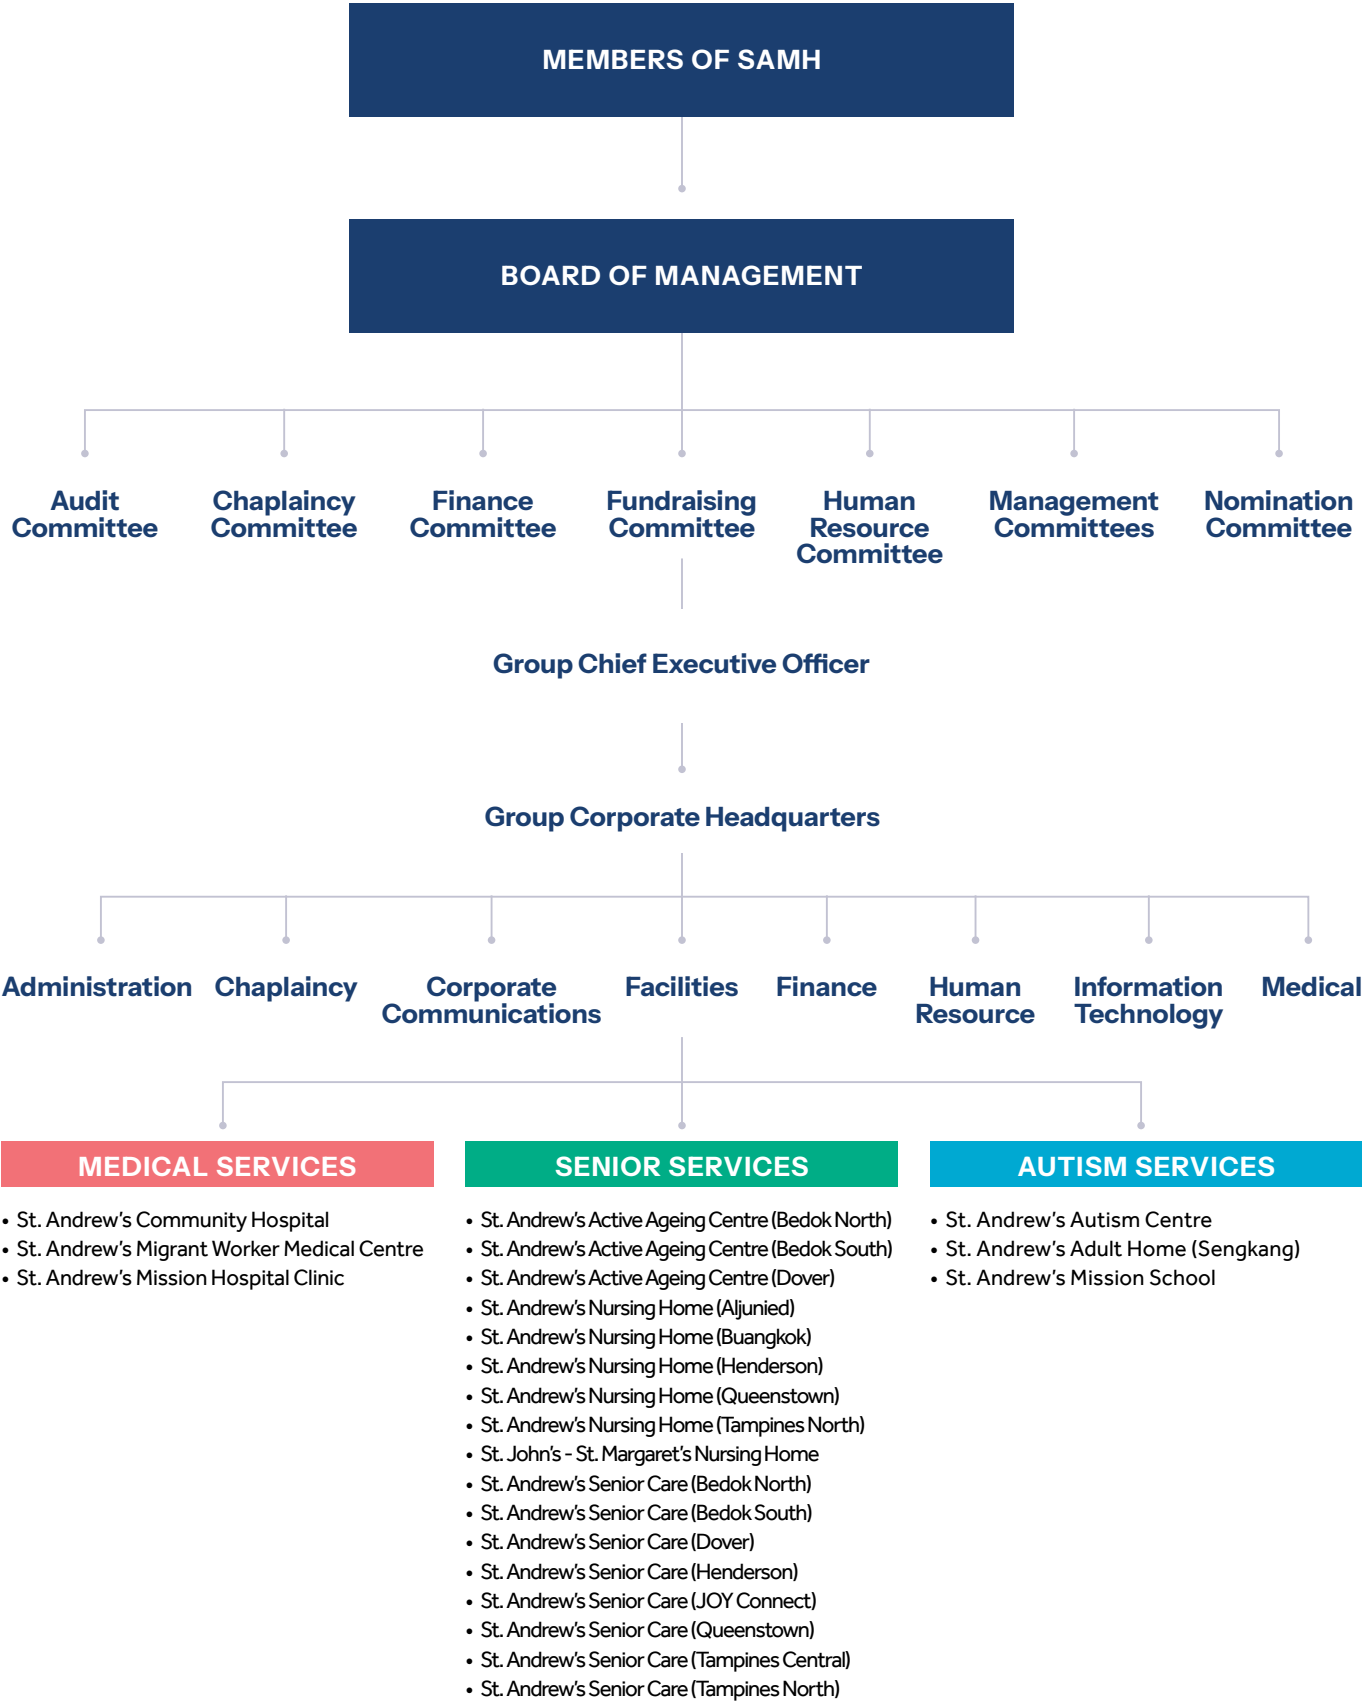 MEMBERS OF SAMH
BOARD OF MANAGEMENT
Audit
Committee
Chaplaincy
Committee
Finance
Committee
Fundraising
Committee
Human
Resource
Committee
Management
Committees
Nomination
Committee
Group Chief Executive Officer
Group Corporate Headquarters
Administration
Chaplaincy
Corporate
Communications
Facilities
Finance
Human
Resource
Information
Technology
Medical
MEDICAL SERVICES
• St. Andrew's Community Hospital
• St. Andrew's Migrant Worker Medical Centre
• St. Andrew's Mission Hospital Clinic
SENIOR SERVICES
• St. Andrew's Active Ageing Centre (Bedok North)
• St. Andrew's Active Ageing Centre (Bedok South)
• St. Andrew's Active Ageing Centre (Dover)
• St. Andrew's Nursing Home (Aljunied)
• St. Andrew's Nursing Home (Buangkok)
• St. Andrew's Nursing Home (Henderson)
• St. Andrew's Nursing Home (Queenstown)
• St. Andrew's Nursing Home (Tampines North)
• St. John's - St. Margaret's Nursing Home
• St. Andrew's Senior Care (Bedok North)
• St. Andrew's Senior Care (Bedok South)
• St. Andrew's Senior Care (Dover)
• St. Andrew's Senior Care (Henderson)
• St. Andrew's Senior Care (JOY Connect)
• St. Andrew's Senior Care (Queenstown)
• St. Andrew's Senior Care (Tampines Central)
• St. Andrew's Senior Care (Tampines North)
AUTISM SERVICES
• St. Andrew's Autism Centre
• St. Andrew's Adult Home (Sengkang)
• St. Andrew's Mission School